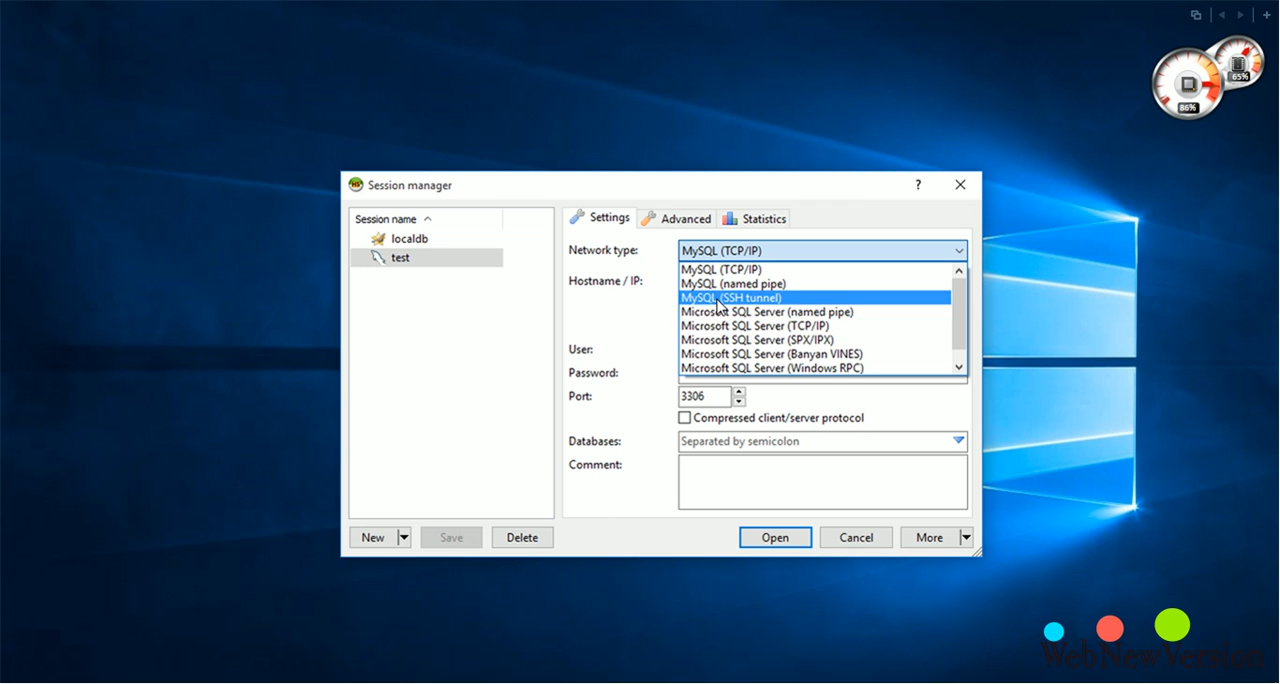 65%
86%
HS
Session manager
?
Session name
localdb
test
Settings
Advanced
Statistics
Network type:
MySQL (TCP/IP)
MySQL (TCP/IP)
MySQL (named pipe)
Hostname / IP:
MySQL (SSH tunnel)
Microsoft SQL Server (named pipe)
Microsoft SQL Server (TCP/IP)
Microsoft SQL Server (SPX/IPX)
User:
Microsoft SQL Server (Banyan VINES)
Microsoft SQL Server (Windows RPC)
Password:
Port:
3306
Compressed client/server protocol
Databases:
Separated by semicolon
Comment:
New
Save
Delete
Open
Cancel
More
WebNewVersion